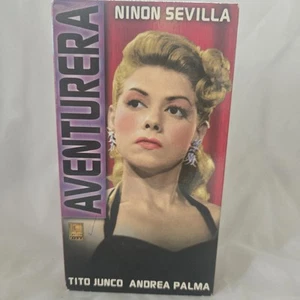 NINON SEVILLA
AVENTURERA
TITO JUNCO ANDREA PALMA